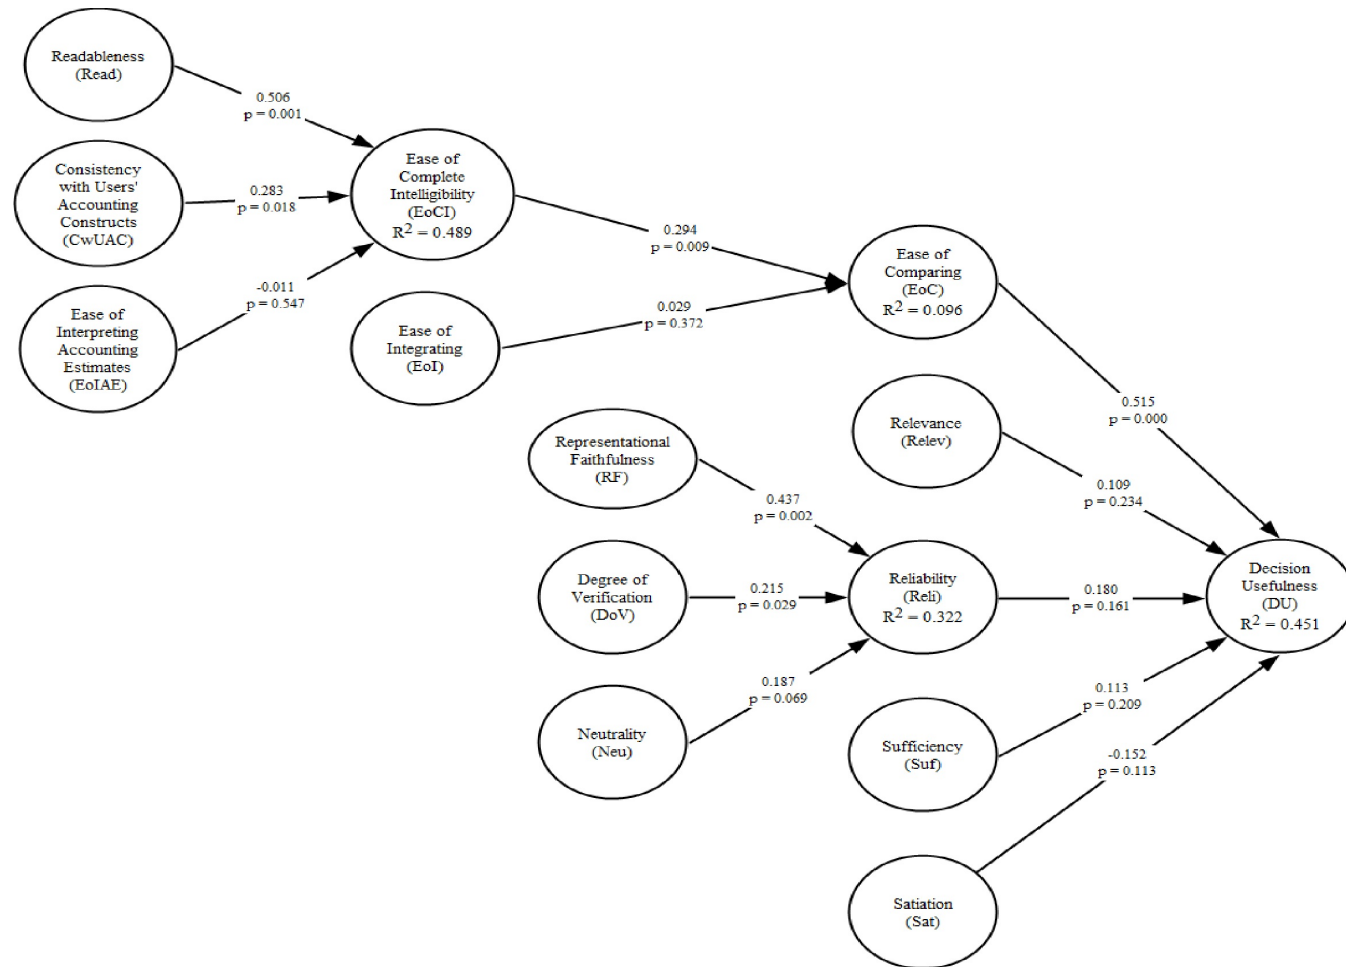 Readableness
(Read)
0.506
p = 0.001
Consistency
with Users'
Accounting
Constructs
(CwUAC)
0.283
p = 0.018
Ease of
Interpreting
Accounting
Estimates
(EoIAE)
-0.011
p = 0.547
Ease of
Complete
Intelligibility
(EoCI)
R² = 0.489
0.294
p = 0.009
Ease of
Integrating
(EoI)
0.029
p = 0.372
Ease of
Comparing
(EoC)
R² = 0.096
0.515
p = 0.000
Relevance
(Relev)
0.109
p = 0.234
Representational
Faithfulness
(RF)
0.437
p = 0.002
Degree of
Verification
(DoV)
0.215
p = 0.029
Neutrality
(Neu)
0.187
p = 0.069
Reliability
(Reli)
R² = 0.322
0.180
p = 0.161
Sufficiency
(Suf)
0.113
p = 0.209
Satiation
(Sat)
-0.152
p = 0.113
Decision
Usefulness
(DU)
R² = 0.451